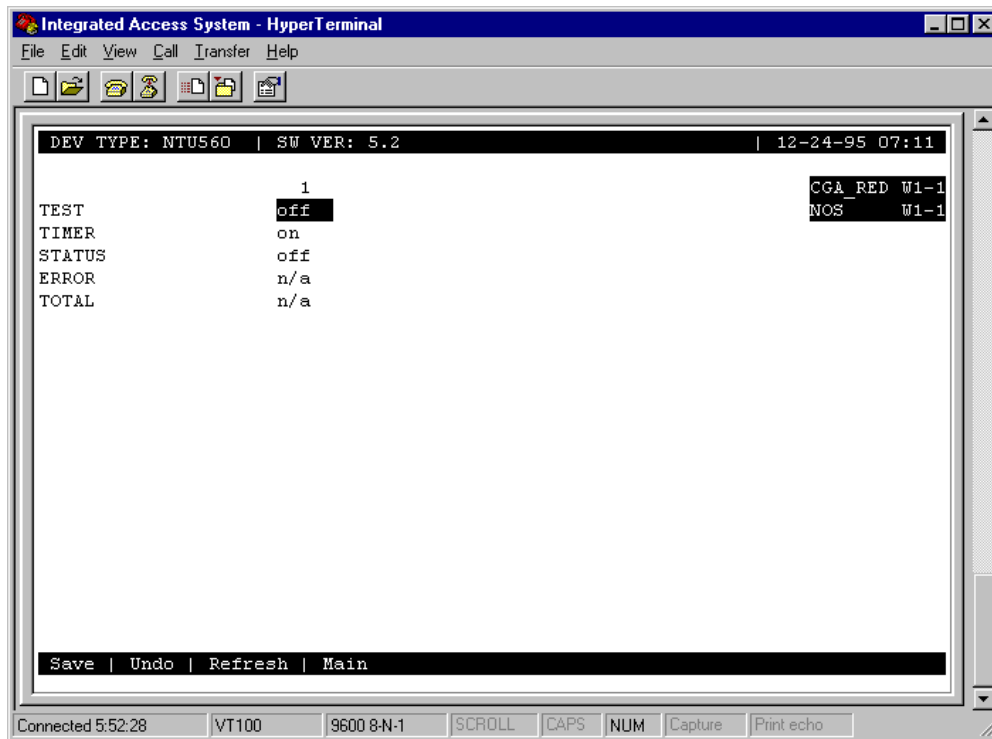 Integrated Access System - HyperTerminal
File Edit View Call Transfer Help
DEV TYPE: NTU560 | SW VER: 5.2 | 12-24-95 07:11
1 CGA_RED W1-1
TEST off NOS W1-1
TIMER on
STATUS off
ERROR n/a
TOTAL n/a
Save | Undo | Refresh | Main
Connected 5:52:28 VT100 9600 8-N-1 SCROLL CAPS NUM Capture Print echo